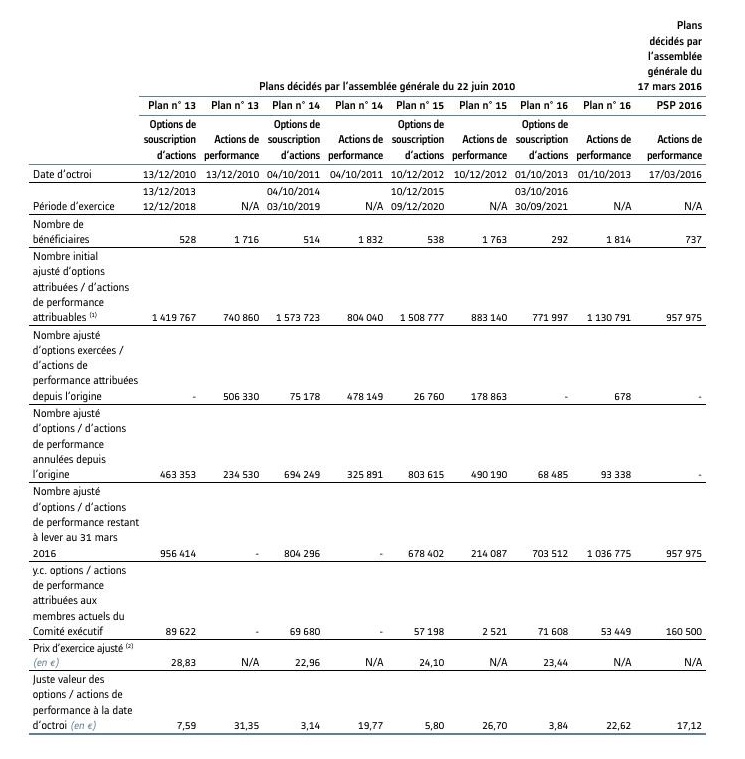 Plans
décidés par
l'assemblée
générale du
Plans décidés par l'assemblée générale du 22 juin 2010 17 mars 2016
Plan n° 13 Plan n° 13 Plan n° 14 Plan n° 14 Plan n° 15 Plan n° 15 Plan n° 16 Plan n° 16 PSP 2016
Options de Options de Options de Options de
souscription Actions de souscription Actions de souscription Actions de souscription Actions de Actions de
d'actions performance d'actions performance d'actions performance d'actions performance performance
Date d'octroi 13/12/2010 13/12/2010 04/10/2011 04/10/2011 10/12/2012 10/12/2012 01/10/2013 01/10/2013 17/03/2016
13/12/2013 04/10/2014 10/12/2015 03/10/2016
Période d'exercice 12/12/2018 N/A 03/10/2019 N/A 09/12/2020 N/A 30/09/2021 N/A N/A
Nombre de
bénéficiaires 528 1 716 514 1 832 538 1 763 292 1 814 737
Nombre initial
ajusté d'options
attribuées / d'actions
de performance
attribuables (1) 1 419 767 740 860 1 573 723 804 040 1 508 777 883 140 771 997 1 130 791 957 975
Nombre ajusté
d'options exercées /
d'actions de
performance attribuées
depuis l'origine - 506 330 75 178 478 149 26 760 178 863 - 678 -
Nombre ajusté
d'options / d'actions
de performance
annulées depuis
l'origine 463 353 234 530 694 249 325 891 803 615 490 190 68 485 93 338 -
Nombre ajusté
d'options / d'actions
de performance restant
à lever au 31 mars
2016 956 414 - 804 296 - 678 402 214 087 703 512 1 036 775 957 975
y.c. options / actions
de performance
attribuées aux
membres actuels du
Comité exécutif 89 622 - 69 680 - 57 198 2 521 71 608 53 449 160 500
Prix d'exercice ajusté (2)
(en €) 28,83 N/A 22,96 N/A 24,10 N/A 23,44 N/A N/A
Juste valeur des
options / actions de
performance à la date
d'octroi (en €) 7,59 31,35 3,14 19,77 5,80 26,70 3,84 22,62 17,12